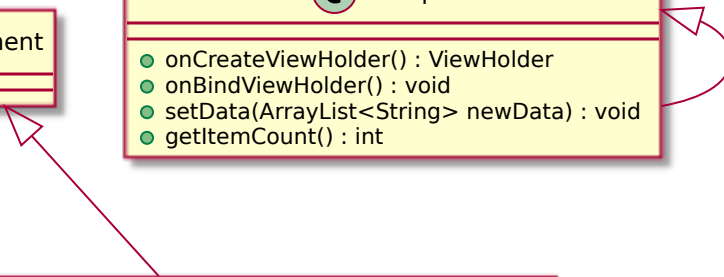 nent
onCreateViewHolder() : ViewHolder
onBindViewHolder() : void
setData(ArrayList<String> newData) : void
getItemCount() : int